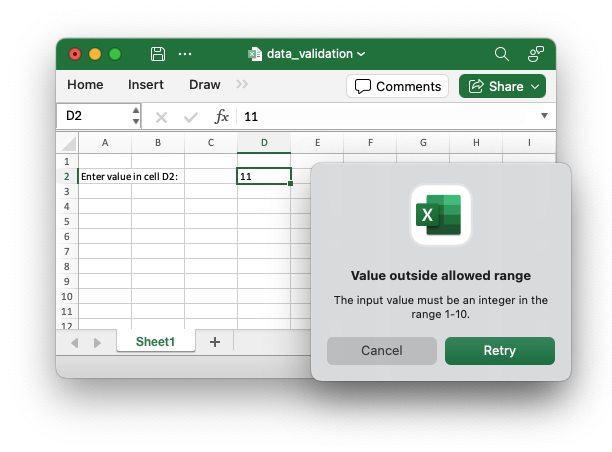 data_validation
Home Insert Draw Comments Share
D2 fx 11
A B C D E F G H I
1
2 Enter value in cell D2: 11
3
4
5
6
7
8
9
10
11
12
X
Value outside allowed range
The input value must be an integer in the
range 1-10.
Cancel Retry
Sheet1 +